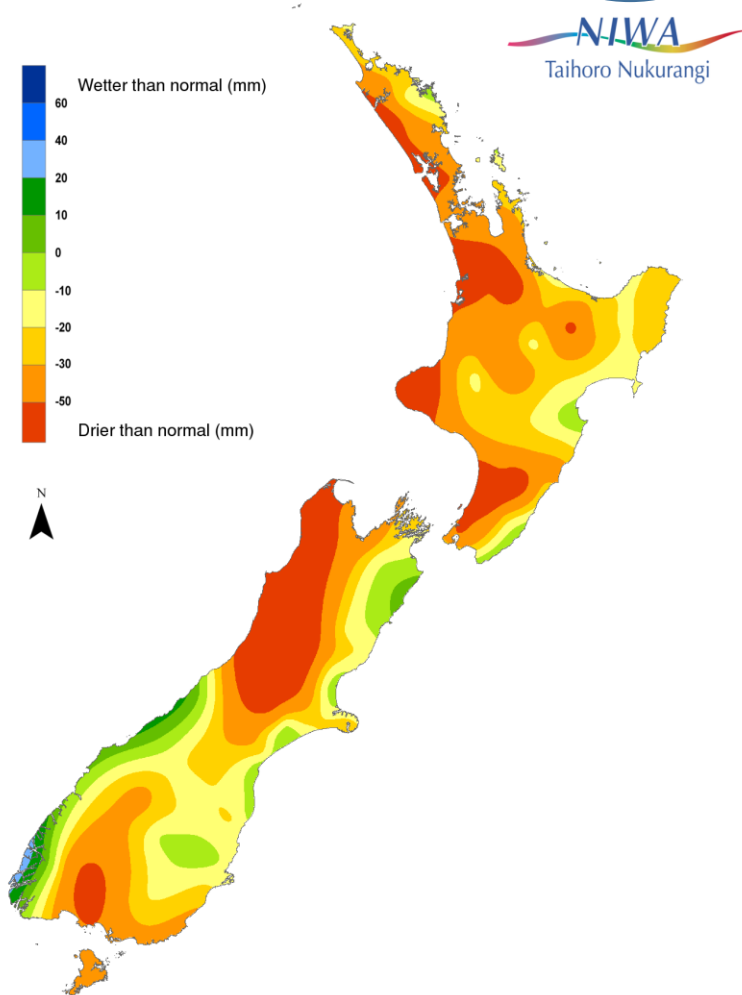 NIWA
Taihoro Nukurangi
Wetter than normal (mm)
60
40
20
10
0
-10
-20
-30
-50
Drier than normal (mm)
N